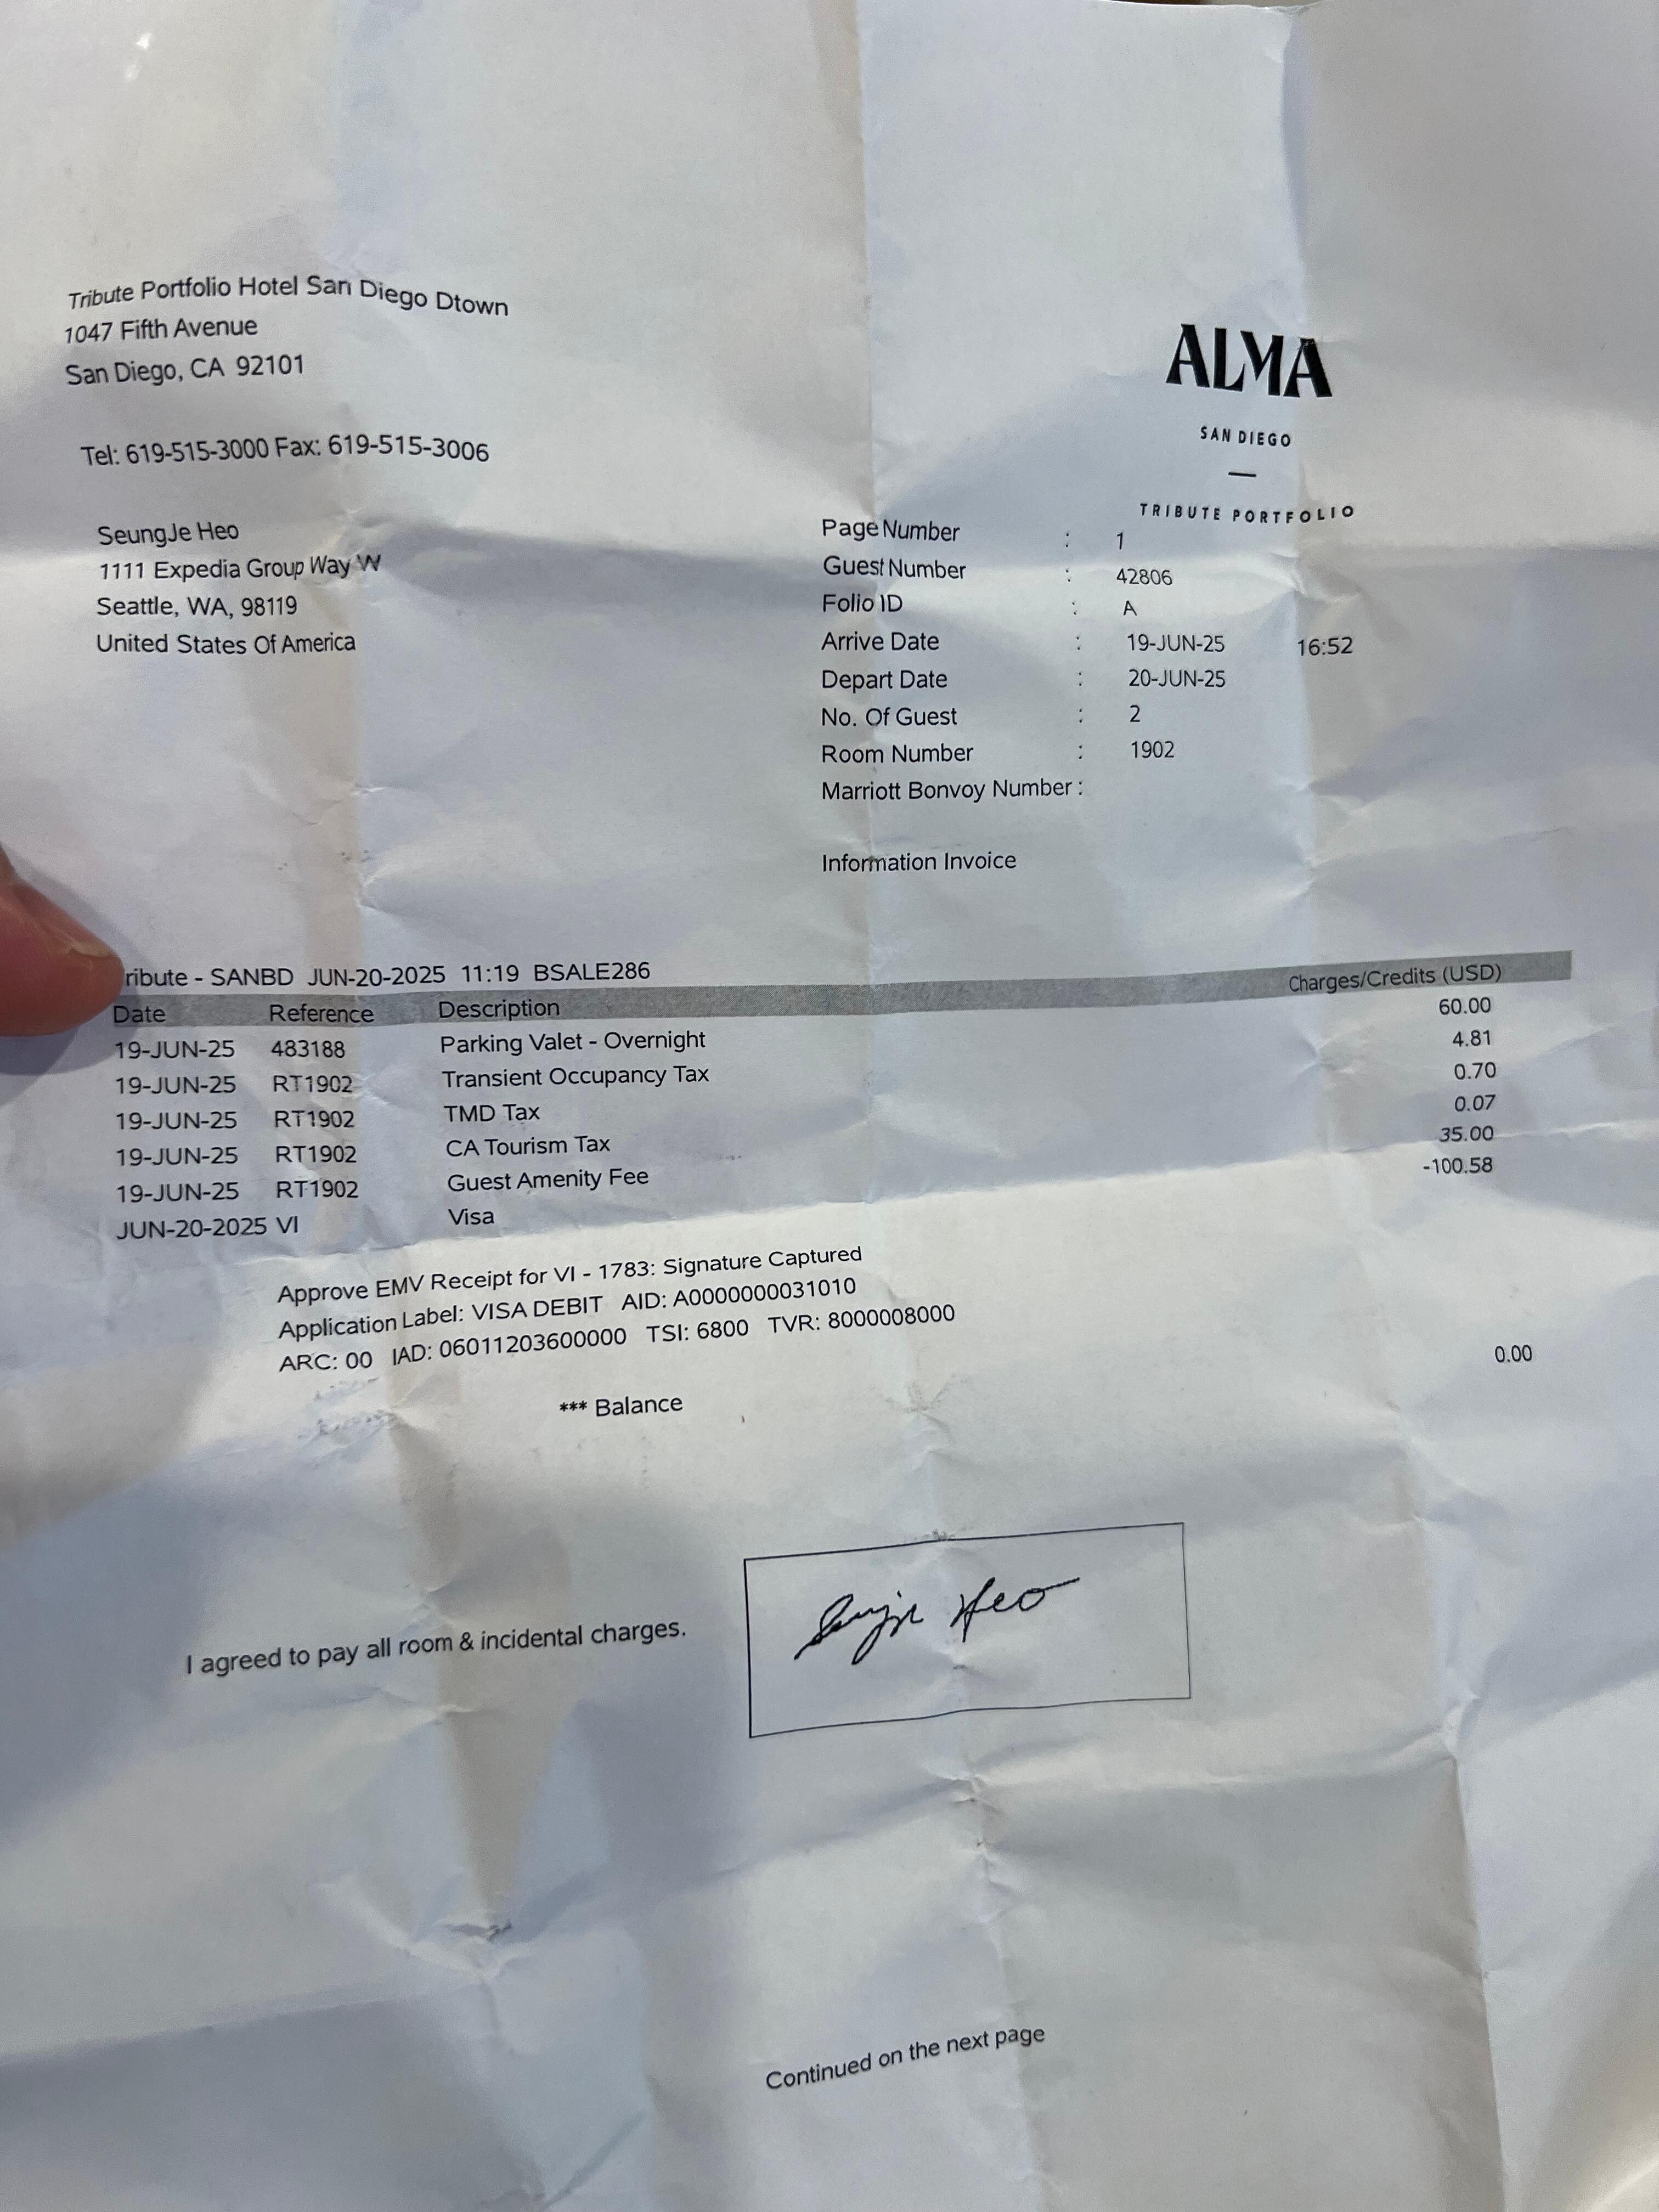 Tribute Portfolio Hotel San Diego Dtown
1047 Fifth Avenue
San Diego, CA 92101
Tel: 619-515-3000 Fax: 619-515-3006
ALMA
SAN DIEGO
TRIBUTE PORTFOLIO
SeungJe Heo
1111 Expedia Group Way W
Seattle, WA, 98119
United States Of America
Page Number : 1
Guest Number : 42806
Folio ID : A
Arrive Date : 19-JUN-25 16:52
Depart Date : 20-JUN-25
No. Of Guest : 2
Room Number : 1902
Marriott Bonvoy Number :
Information Invoice
ribute - SANBD JUN-20-2025 11:19 BSALE286
Date Reference Description Charges/Credits (USD)
19-JUN-25 483188 Parking Valet - Overnight 60.00
19-JUN-25 RT1902 Transient Occupancy Tax 4.81
19-JUN-25 RT1902 TMD Tax 0.70
19-JUN-25 RT1902 CA Tourism Tax 0.07
19-JUN-25 RT1902 Guest Amenity Fee 35.00
JUN-20-2025 VI Visa -100.58
Approve EMV Receipt for VI - 1783: Signature Captured
Application Label: VISA DEBIT AID: A0000000031010
ARC: 00 IAD: 06011203600000 TSI: 6800 TVR: 8000008000
*** Balance 0.00
I agreed to pay all room & incidental charges.
Heo
Continued on the next page